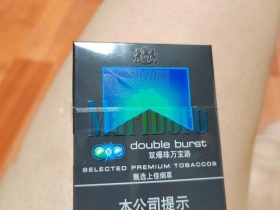 Marlboro
double burst
双爆珠万宝路
SELECTED PREMIUM TOBACCOS
甄选上佳烟草
本公司提示